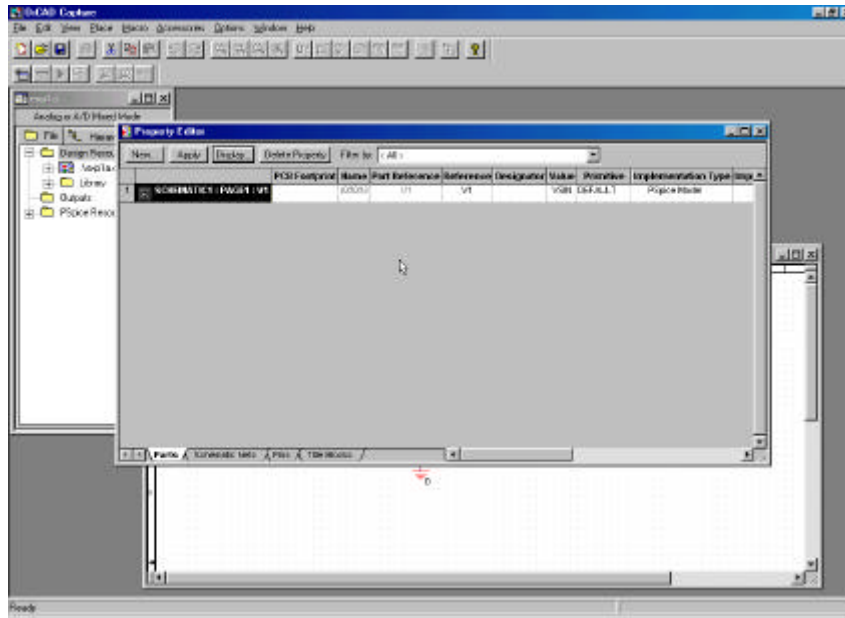 OrCAD Capture
File Edit View Place Macro Accessories Options Window Help
Analog or A/D Mixed Mode
File
Property Editor
New... Apply Display... Delete Property Filter by: < All >
PCB Footprint Name Part Reference Reference Designator Value Primitive Implementation Type
1 SCHEMATIC1 : PAGE1 : V1 V1 V1 VSIN DEFAULT PSpice Model
Design Resou
Library
Outputs
PSpice Resou
Parts Schematic Nets Pins Title Blocks
0
Ready